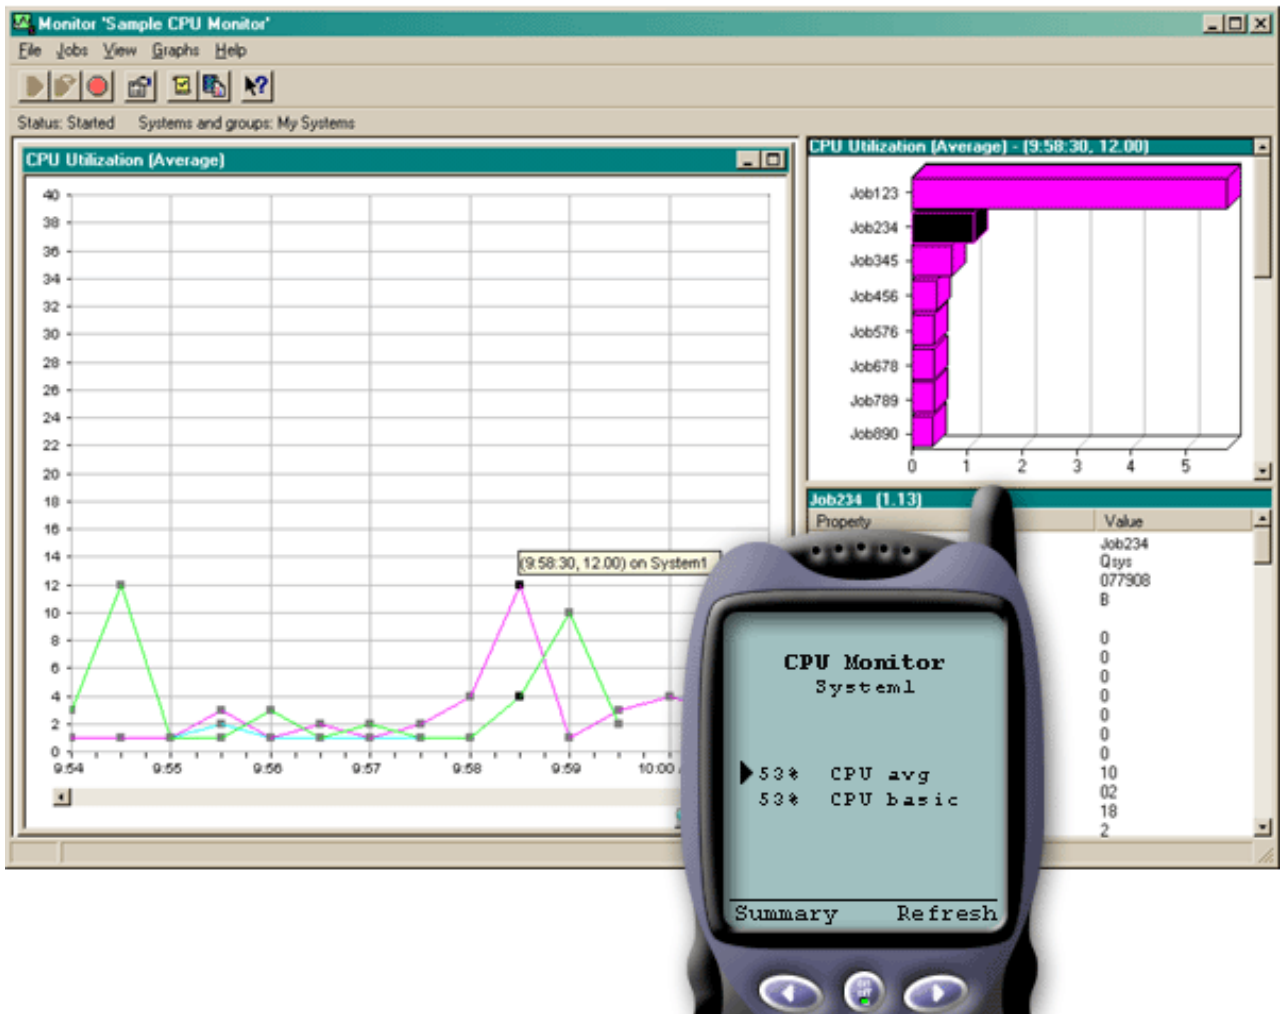 Monitor 'Sample CPU Monitor'
File Jobs View Graphs Help
Status: Started Systems and groups: My Systems
CPU Utilization (Average)
40
38
36
34
32
30
28
26
24
22
20
18
16
14
12
10
8
6
4
2
0
9:54 9:55 9:56 9:57 9:58 9:59 10:00
(9:58:30, 12.00) on System1
CPU Utilization (Average) - (9:58:30, 12.00)
Job123
Job234
Job345
Job456
Job576
Job678
Job789
Job890
0 1 2 3 4 5
Job234 (1.13)
Property Value
Job234
Qsys
077908
B
0
0
0
0
0
0
0
10
02
18
2
CPU Monitor
System1
53% CPU avg
53% CPU basic
Summary Refresh